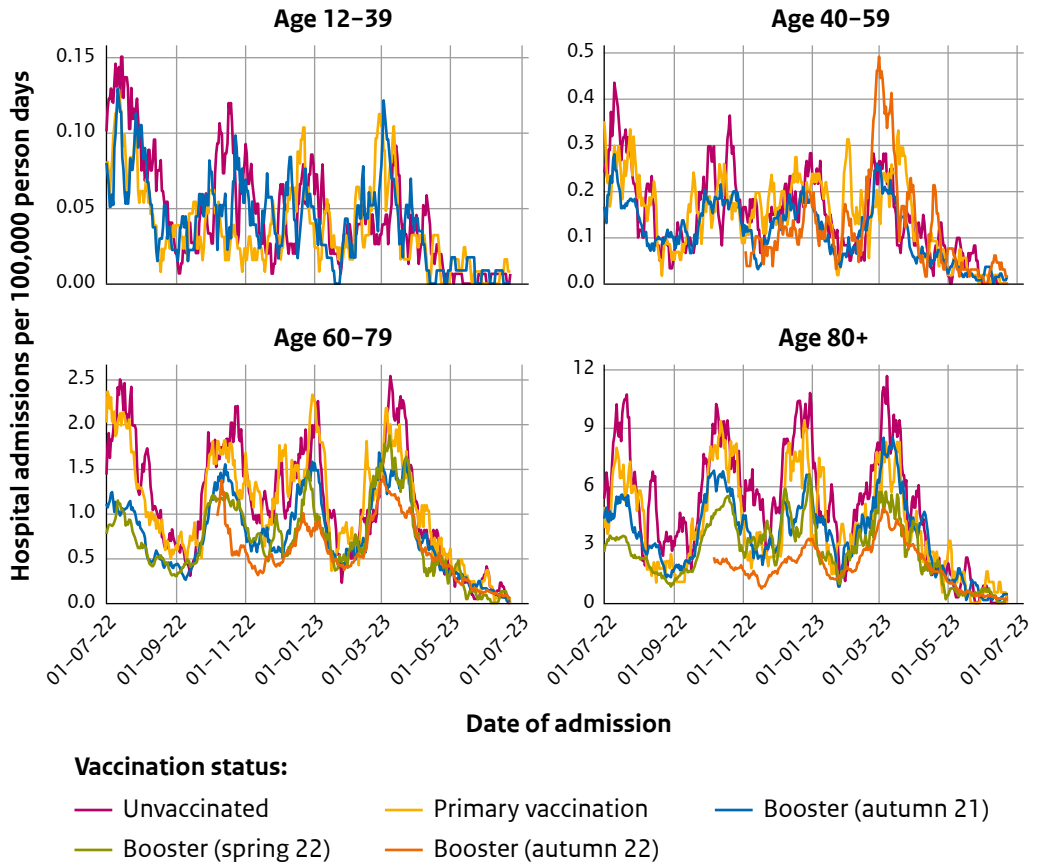 Age 12–39
Age 40–59
Hospital admissions per 100,000 person days
0.15
0.10
0.05
0.00
0.5
0.4
0.3
0.2
0.1
0.0
Age 60–79
Age 80+
2.5
2.0
1.5
1.0
0.5
0.0
12
9
6
3
0
01–07–22
01–09–22
01–11–22
01–01–23
01–03–23
01–05–23
01–07–23
01–07–22
01–09–22
01–11–22
01–01–23
01–03–23
01–05–23
01–07–23
Date of admission
Vaccination status:
Unvaccinated
Primary vaccination
Booster (autumn 21)
Booster (spring 22)
Booster (autumn 22)